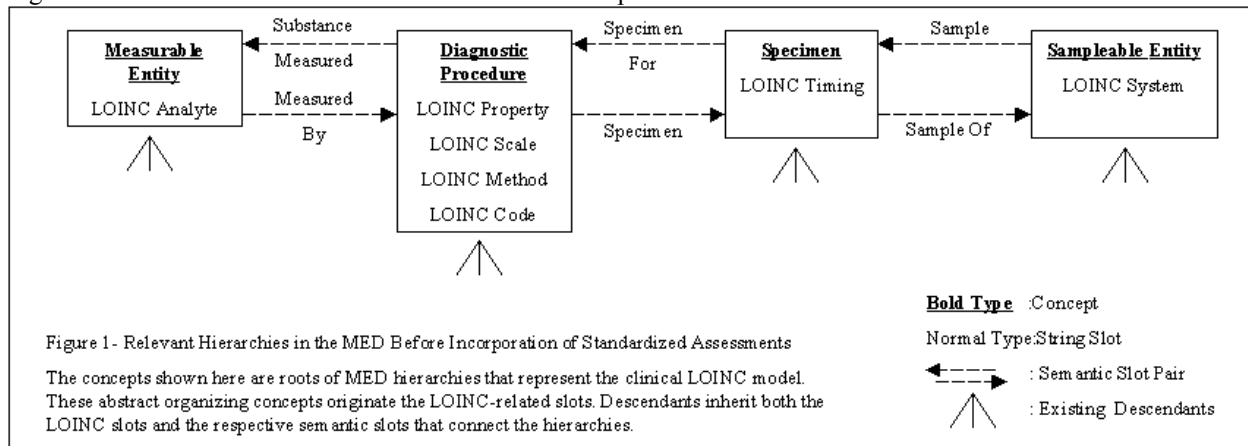 Substance
Measured
Measured
By
Specimen
For
Specimen
Sample
Sample Of
Measurable
Entity
LOINC Analyte
Diagnostic
Procedure
LOINC Property
LOINC Scale
LOINC Method
LOINC Code
Specimen
LOINC Timing
Sampleable Entity
LOINC System
Bold Type :Concept
Normal Type:String Slot
: Semantic Slot Pair
: Existing Descendants
Figure 1- Relevant Hierarchies in the MED Before Incorporation of Standardized Assessments
The concepts shown here are roots of MED hierarchies that represent the clinical LOINC model.
These abstract organizing concepts originate the LOINC-related slots. Descendants inherit both the
LOINC slots and the respective semantic slots that connect the hierarchies.